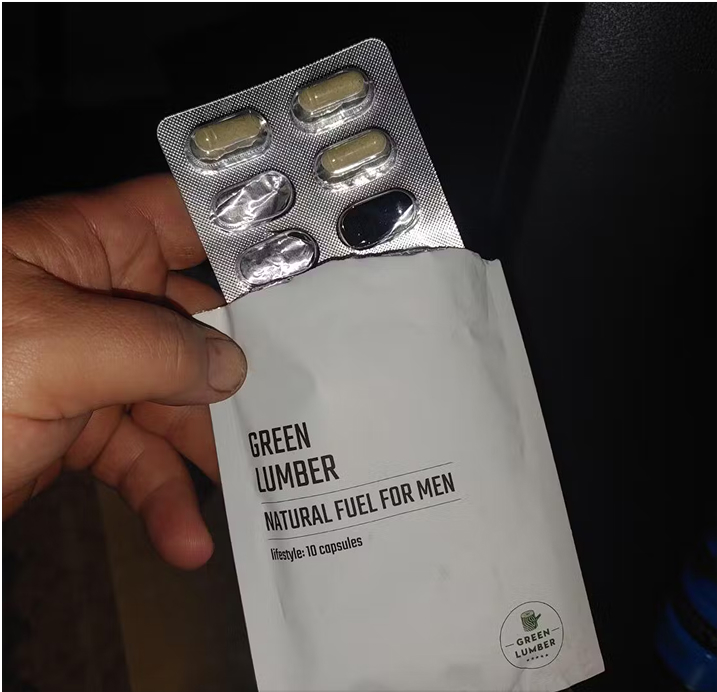 GREEN
LUMBER
NATURAL FUEL FOR MEN
lifestyle: 10 capsules
GREEN
LUMBER